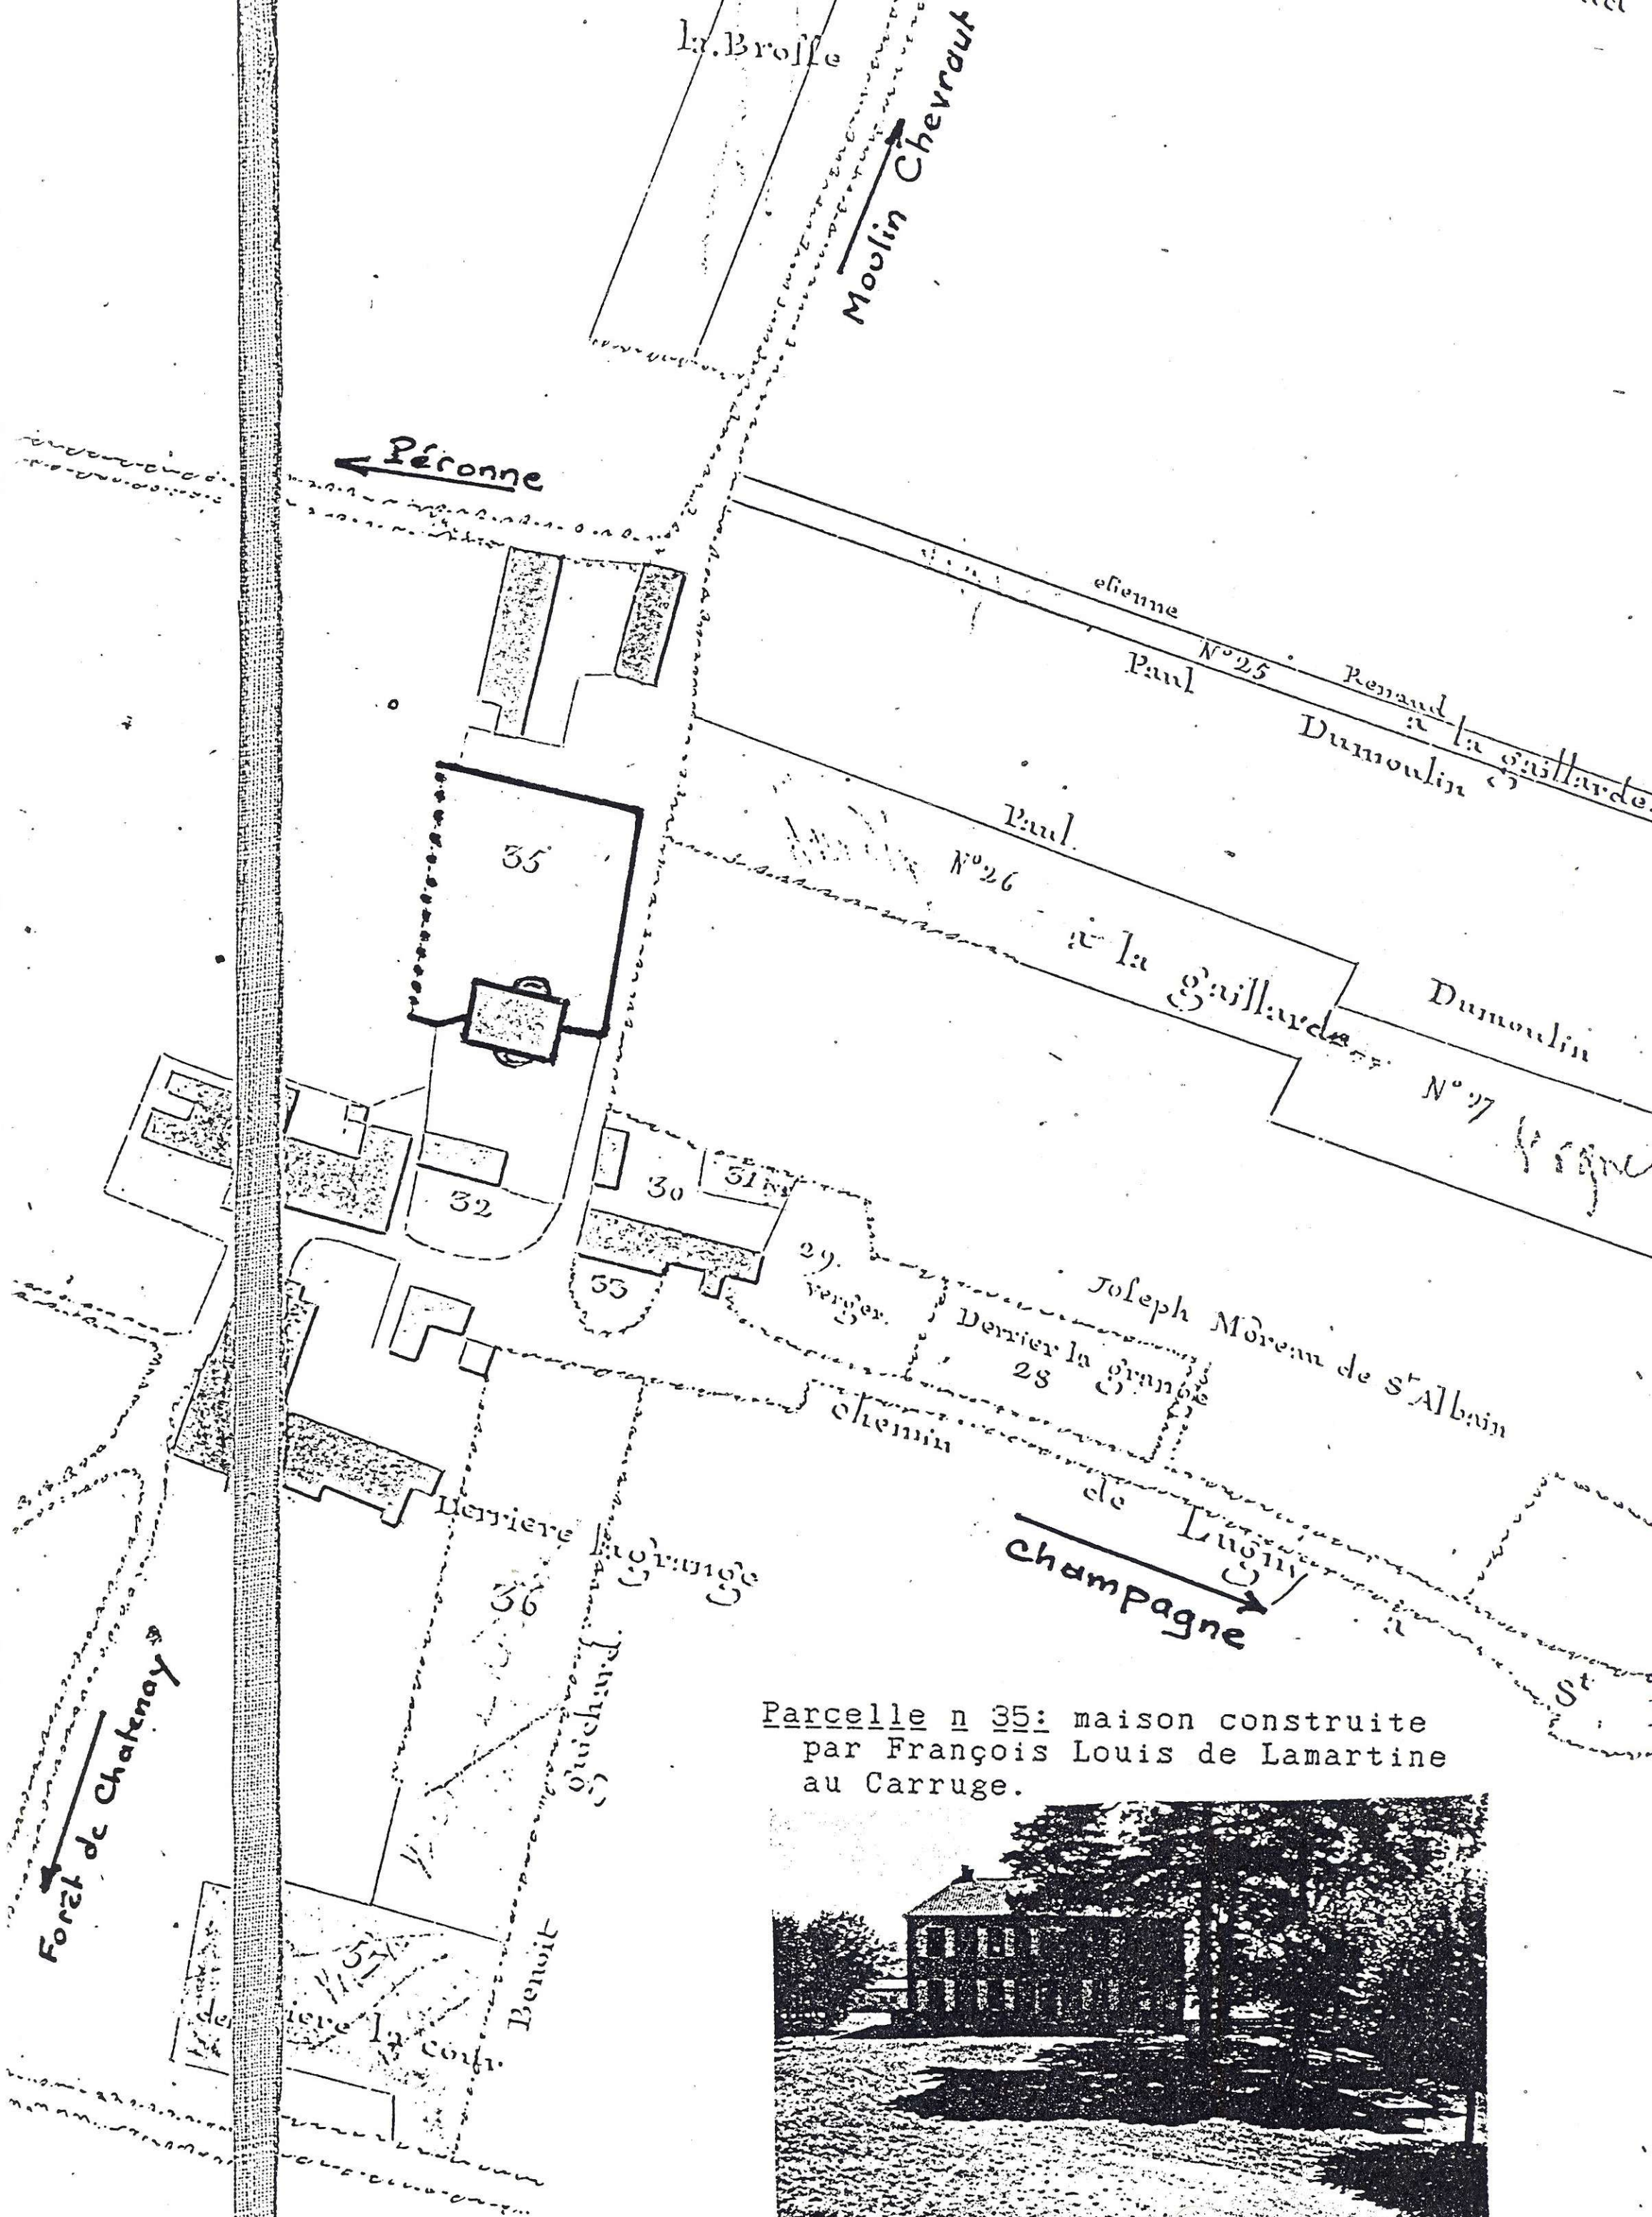 la.Brosse
Moulin Chevraut
Péronne
etienne Renaud
N° 25
à la gaillarde
Paul Dumoulin
35
Paul Dumoulin
N° 26
à la gaillarde
N° 27
32
30
31
33
29.
Verger.
Derrier la grange
28
Joseph Moreau de St Albain
chemin de Lugny à St
Champagne
Derriere lagrange
36
Benoit guichard.
Forêt de Chatenay
derriere la cour.
Parcelle n 35: maison construite
par François Louis de Lamartine
au Carruge.